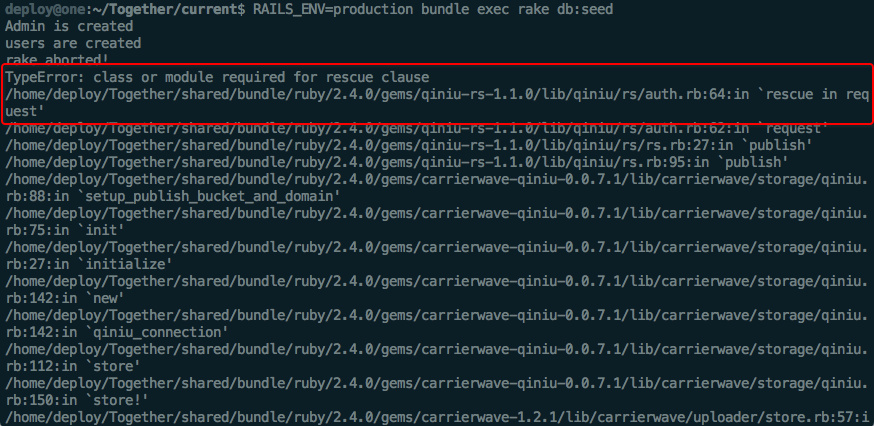 deploy@one:~/Together/current$ RAILS_ENV=production bundle exec rake db:seed
Admin is created
users are created
rake aborted!
TypeError: class or module required for rescue clause
/home/deploy/Together/shared/bundle/ruby/2.4.0/gems/qiniu-rs-1.1.0/lib/qiniu/rs/auth.rb:64:in `rescue in req
uest'
/home/deploy/Together/shared/bundle/ruby/2.4.0/gems/qiniu-rs-1.1.0/lib/qiniu/rs/auth.rb:62:in `request'
/home/deploy/Together/shared/bundle/ruby/2.4.0/gems/qiniu-rs-1.1.0/lib/qiniu/rs/rs.rb:27:in `publish'
/home/deploy/Together/shared/bundle/ruby/2.4.0/gems/qiniu-rs-1.1.0/lib/qiniu/rs.rb:95:in `publish'
/home/deploy/Together/shared/bundle/ruby/2.4.0/gems/carrierwave-qiniu-0.0.7.1/lib/carrierwave/storage/qiniu.
rb:88:in `setup_publish_bucket_and_domain'
/home/deploy/Together/shared/bundle/ruby/2.4.0/gems/carrierwave-qiniu-0.0.7.1/lib/carrierwave/storage/qiniu.
rb:75:in `init'
/home/deploy/Together/shared/bundle/ruby/2.4.0/gems/carrierwave-qiniu-0.0.7.1/lib/carrierwave/storage/qiniu.
rb:27:in `initialize'
/home/deploy/Together/shared/bundle/ruby/2.4.0/gems/carrierwave-qiniu-0.0.7.1/lib/carrierwave/storage/qiniu.
rb:142:in `new'
/home/deploy/Together/shared/bundle/ruby/2.4.0/gems/carrierwave-qiniu-0.0.7.1/lib/carrierwave/storage/qiniu.
rb:142:in `qiniu_connection'
/home/deploy/Together/shared/bundle/ruby/2.4.0/gems/carrierwave-qiniu-0.0.7.1/lib/carrierwave/storage/qiniu.
rb:112:in `store'
/home/deploy/Together/shared/bundle/ruby/2.4.0/gems/carrierwave-qiniu-0.0.7.1/lib/carrierwave/storage/qiniu.
rb:150:in `store!'
/home/deploy/Together/shared/bundle/ruby/2.4.0/gems/carrierwave-1.2.1/lib/carrierwave/uploader/store.rb:57:i